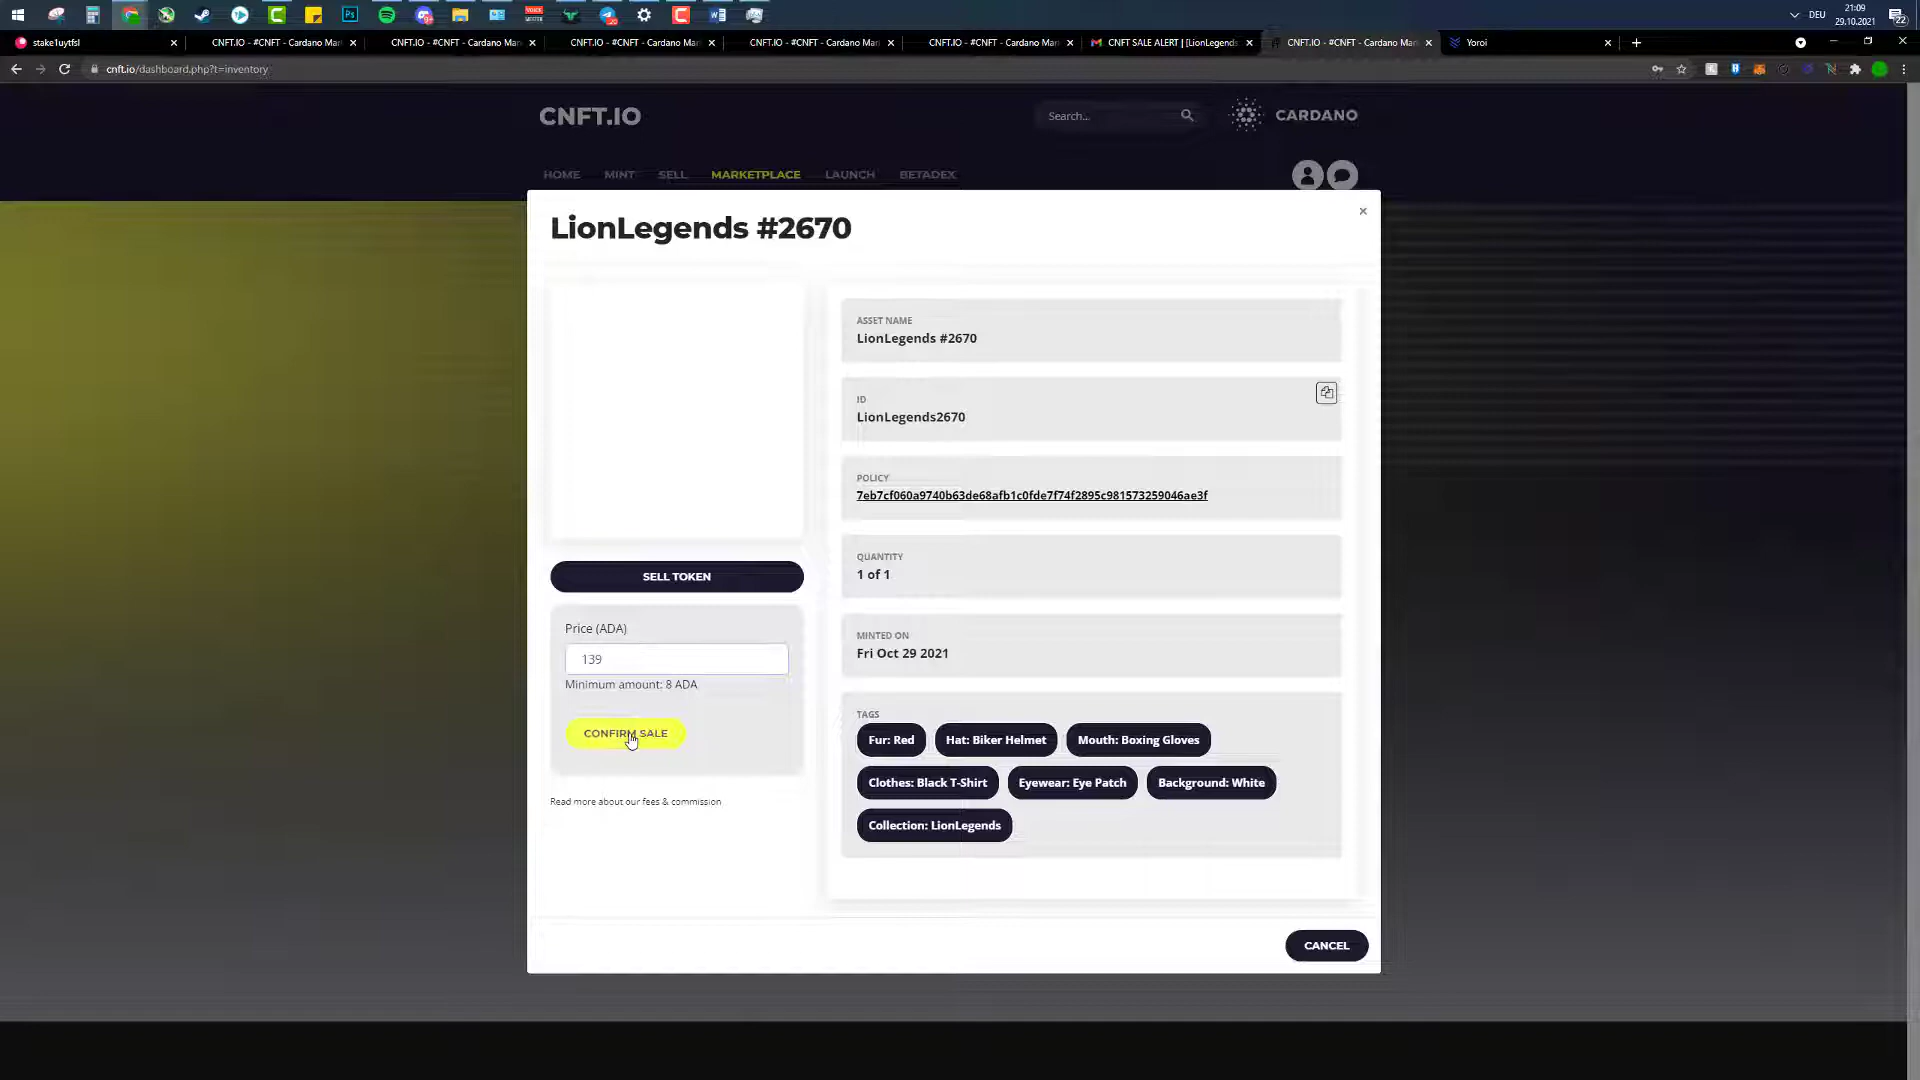 DEU
21:09
29.10.2021
22
stake1uytfsl
CNFT.IO - #CNFT - Cardano Mar
CNFT.IO - #CNFT - Cardano Mar
CNFT.IO - #CNFT - Cardano Mar
CNFT.IO - #CNFT - Cardano Mar
CNFT.IO - #CNFT - Cardano Mar
CNFT SALE ALERT | [LionLegends
CNFT.IO - #CNFT - Cardano Mar
Yoroi
cnft.io/dashboard.php?t=inventory
CNFT.IO
Search...
CARDANO
HOME
MINT
SELL
MARKETPLACE
LAUNCH
BETADEX
LionLegends #2670
×
ASSET NAME
LionLegends #2670
ID
LionLegends2670
POLICY
7eb7cf060a9740b63de68afb1c0fde7f74f2895c981573259046ae3f
QUANTITY
1 of 1
MINTED ON
Fri Oct 29 2021
TAGS
Fur: Red
Hat: Biker Helmet
Mouth: Boxing Gloves
Clothes: Black T-Shirt
Eyewear: Eye Patch
Background: White
Collection: LionLegends
SELL TOKEN
Price (ADA)
139
Minimum amount: 8 ADA
CONFIRM SALE
Read more about our fees & commission
CANCEL